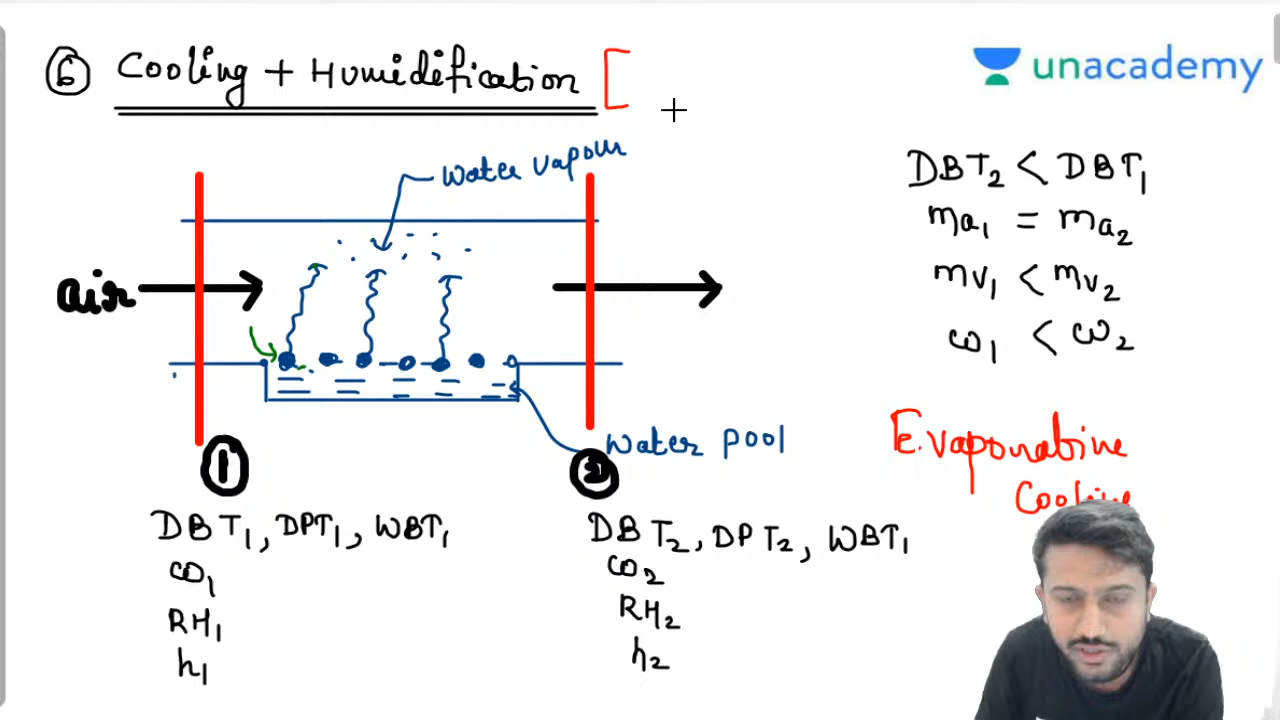 ⑥ Cooling + Humidification [
unacademy
Water vapour
DBT₂ < DBT₁
ma₁ = ma₂
mv₁ < mv₂
ω₁ < ω₂
air
Evaporative
Cooling
Water pool
① ②
DBT₁, DPT₁, WBT₁
ω₁
RH₁
h₁
DBT₂, DPT₂, WBT₁
ω₂
RH₂
h₂